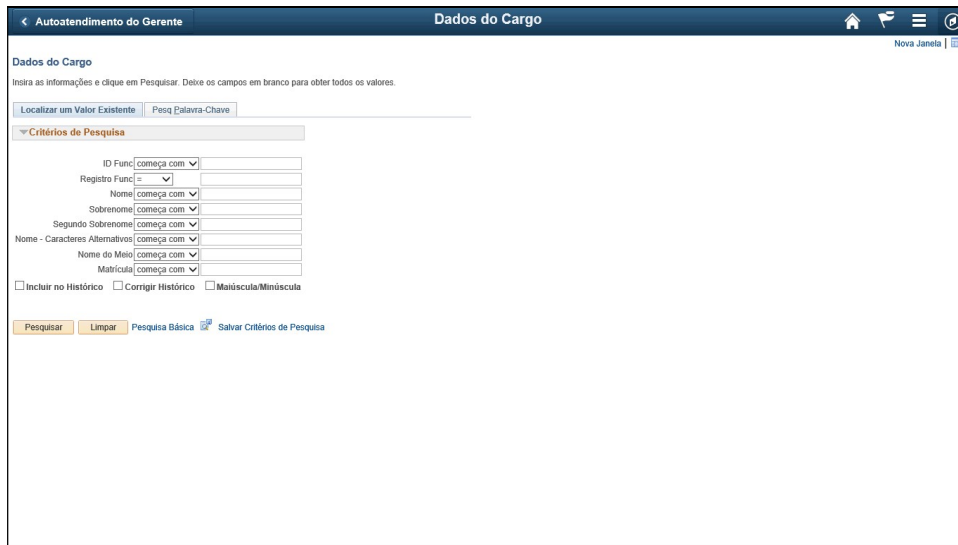 Autoatendimento do Gerente Dados do Cargo
Nova Janela |
Dados do Cargo
Insira as informações e clique em Pesquisar. Deixe os campos em branco para obter todos os valores.
Localizar um Valor Existente Pesq Palavra-Chave
Critérios de Pesquisa
ID Func começa com
Registro Func =
Nome começa com
Sobrenome começa com
Segundo Sobrenome começa com
Nome - Caracteres Alternativos começa com
Nome do Meio começa com
Matrícula começa com
Incluir no Histórico Corrigir Histórico Maiúscula/Minúscula
Pesquisar Limpar Pesquisa Básica Salvar Critérios de Pesquisa